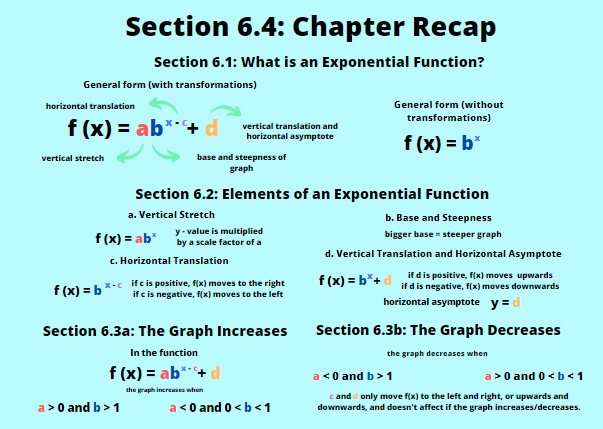 Section 6.4: Chapter Recap
Section 6.1: What is an Exponential Function?
General form (with transformations)
horizontal translation
f (x) = ab^(x - c) + d
vertical translation and
horizontal asymptote
vertical stretch
base and steepness of
graph
General form (without
transformations)
f (x) = b^x
Section 6.2: Elements of an Exponential Function
a. Vertical Stretch
f (x) = ab^x
y - value is multiplied
by a scale factor of a
b. Base and Steepness
bigger base = steeper graph
c. Horizontal Translation
f (x) = b^(x - c)
if c is positive, f(x) moves to the right
if c is negative, f(x) moves to the left
d. Vertical Translation and Horizontal Asymptote
f (x) = b^x + d
if d is positive, f(x) moves upwards
if d is negative, f(x) moves downwards
horizontal asymptote y = d
Section 6.3a: The Graph Increases
In the function
f (x) = ab^(x - c) + d
the graph increases when
a > 0 and b > 1
a < 0 and 0 < b < 1
Section 6.3b: The Graph Decreases
the graph decreases when
a < 0 and b > 1
a > 0 and 0 < b < 1
c and d only move f(x) to the left and right, or upwards and
downwards, and doesn't affect if the graph increases/decreases.